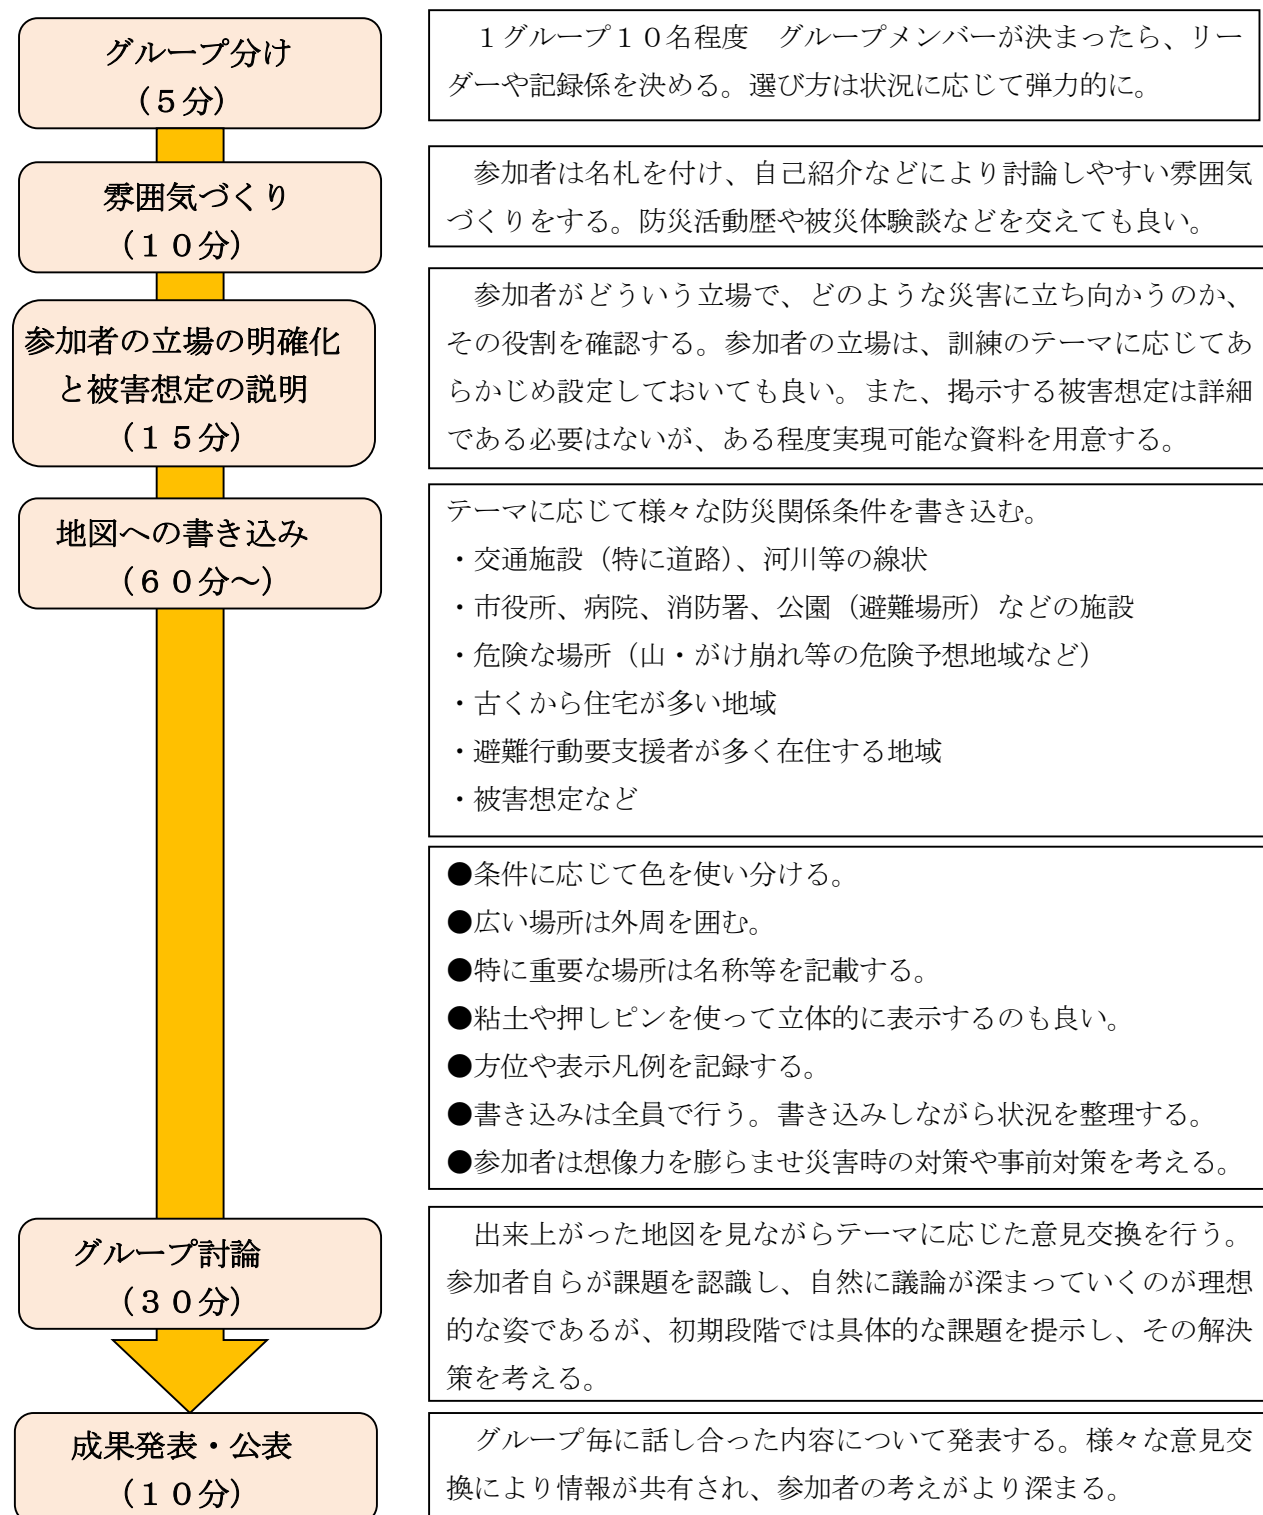 グループ分け
（５分）
１グループ１０名程度　グループメンバーが決まったら、リー
ダーや記録係を決める。選び方は状況に応じて弾力的に。
雰囲気づくり
（１０分）
参加者は名札を付け、自己紹介などにより討論しやすい雰囲気
づくりをする。防災活動歴や被災体験談などを交えても良い。
参加者の立場の明確化
と被害想定の説明
（１５分）
参加者がどういう立場で、どのような災害に立ち向かうのか、
その役割を確認する。参加者の立場は、訓練のテーマに応じてあ
らかじめ設定しておいても良い。また、掲示する被害想定は詳細
である必要はないが、ある程度実現可能な資料を用意する。
地図への書き込み
（６０分～）
テーマに応じて様々な防災関係条件を書き込む。
・交通施設（特に道路）、河川等の線状
・市役所、病院、消防署、公園（避難場所）などの施設
・危険な場所（山・がけ崩れ等の危険予想地域など）
・古くから住宅が多い地域
・避難行動要支援者が多く在住する地域
・被害想定など
●条件に応じて色を使い分ける。
●広い場所は外周を囲む。
●特に重要な場所は名称等を記載する。
●粘土や押しピンを使って立体的に表示するのも良い。
●方位や表示凡例を記録する。
●書き込みは全員で行う。書き込みしながら状況を整理する。
●参加者は想像力を膨らませ災害時の対策や事前対策を考える。
グループ討論
（３０分）
出来上がった地図を見ながらテーマに応じた意見交換を行う。
参加者自らが課題を認識し、自然に議論が深まっていくのが理想
的な姿であるが、初期段階では具体的な課題を提示し、その解決
策を考える。
成果発表・公表
（１０分）
グループ毎に話し合った内容について発表する。様々な意見交
換により情報が共有され、参加者の考えがより深まる。